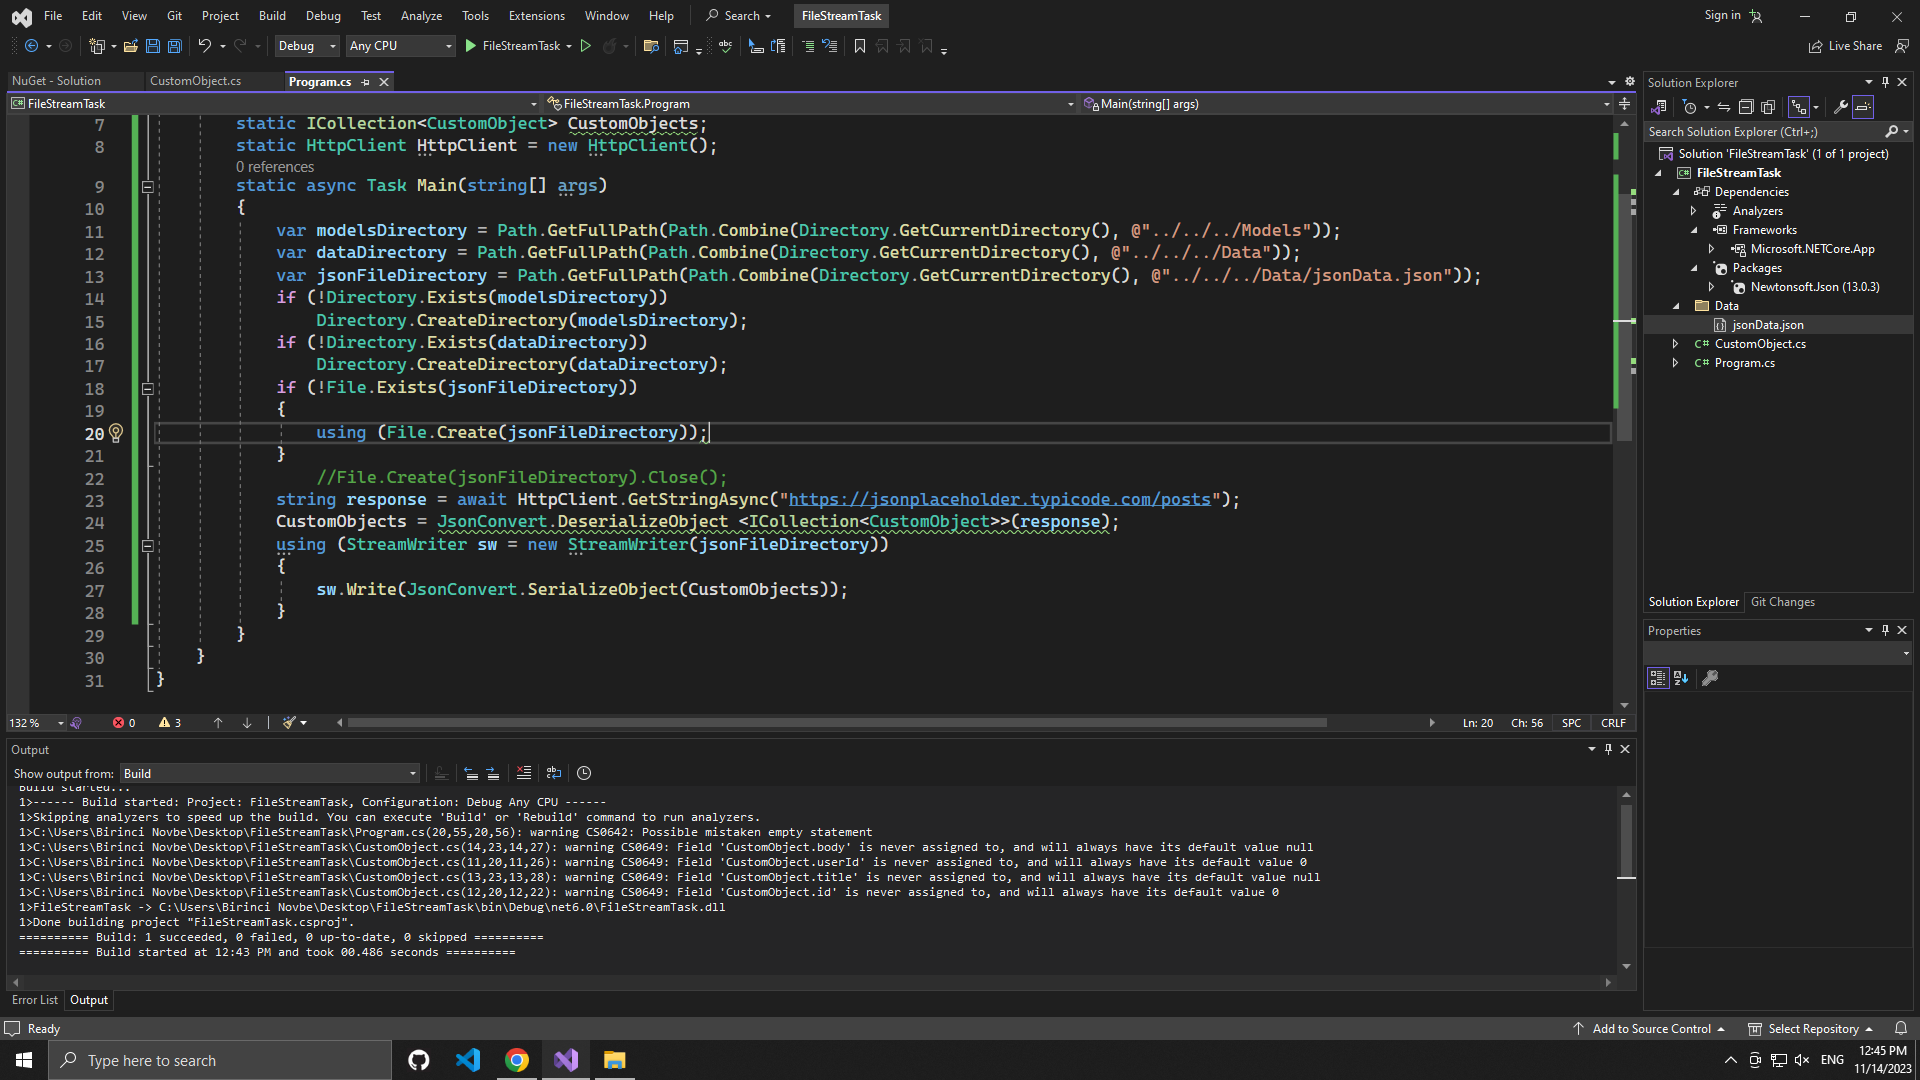 File Edit View Git Project Build Debug Test Analyze Tools Extensions Window Help Search FileStreamTask Sign in
Debug Any CPU FileStreamTask Live Share
NuGet - Solution CustomObject.cs Program.cs
FileStreamTask FileStreamTask.Program Main(string[] args)
7 static ICollection<CustomObject> CustomObjects;
8 static HttpClient HttpClient = new HttpClient();
0 references
9 static async Task Main(string[] args)
10 {
11 var modelsDirectory = Path.GetFullPath(Path.Combine(Directory.GetCurrentDirectory(), @"../../../Models"));
12 var dataDirectory = Path.GetFullPath(Path.Combine(Directory.GetCurrentDirectory(), @"../../../Data"));
13 var jsonFileDirectory = Path.GetFullPath(Path.Combine(Directory.GetCurrentDirectory(), @"../../../Data/jsonData.json"));
14 if (!Directory.Exists(modelsDirectory))
15 Directory.CreateDirectory(modelsDirectory);
16 if (!Directory.Exists(dataDirectory))
17 Directory.CreateDirectory(dataDirectory);
18 if (!File.Exists(jsonFileDirectory))
19 {
20 using (File.Create(jsonFileDirectory));
21 }
22 //File.Create(jsonFileDirectory).Close();
23 string response = await HttpClient.GetStringAsync("https://jsonplaceholder.typicode.com/posts");
24 CustomObjects = JsonConvert.DeserializeObject <ICollection<CustomObject>>(response);
25 using (StreamWriter sw = new StreamWriter(jsonFileDirectory))
26 {
27 sw.Write(JsonConvert.SerializeObject(CustomObjects));
28 }
29 }
30 }
31 }
132 % 0 3 Ln: 20 Ch: 56 SPC CRLF
Output
Show output from: Build
Build started...
1>------ Build started: Project: FileStreamTask, Configuration: Debug Any CPU ------
1>Skipping analyzers to speed up the build. You can execute 'Build' or 'Rebuild' command to run analyzers.
1>C:\Users\Birinci Novbe\Desktop\FileStreamTask\Program.cs(20,55,20,56): warning CS0642: Possible mistaken empty statement
1>C:\Users\Birinci Novbe\Desktop\FileStreamTask\CustomObject.cs(14,23,14,27): warning CS0649: Field 'CustomObject.body' is never assigned to, and will always have its default value null
1>C:\Users\Birinci Novbe\Desktop\FileStreamTask\CustomObject.cs(11,20,11,26): warning CS0649: Field 'CustomObject.userId' is never assigned to, and will always have its default value 0
1>C:\Users\Birinci Novbe\Desktop\FileStreamTask\CustomObject.cs(13,23,13,28): warning CS0649: Field 'CustomObject.title' is never assigned to, and will always have its default value null
1>C:\Users\Birinci Novbe\Desktop\FileStreamTask\CustomObject.cs(12,20,12,22): warning CS0649: Field 'CustomObject.id' is never assigned to, and will always have its default value 0
1>FileStreamTask -> C:\Users\Birinci Novbe\Desktop\FileStreamTask\bin\Debug\net6.0\FileStreamTask.dll
1>Done building project "FileStreamTask.csproj".
========== Build: 1 succeeded, 0 failed, 0 up-to-date, 0 skipped ==========
========== Build started at 12:43 PM and took 00.486 seconds ==========
Error List Output
Solution Explorer
Search Solution Explorer (Ctrl+;)
Solution 'FileStreamTask' (1 of 1 project)
FileStreamTask
Dependencies
Analyzers
Frameworks
Microsoft.NETCore.App
Packages
Newtonsoft.Json (13.0.3)
Data
jsonData.json
C# CustomObject.cs
C# Program.cs
Solution Explorer Git Changes
Properties
Ready Add to Source Control Select Repository
Type here to search ENG 12:45 PM
11/14/2023